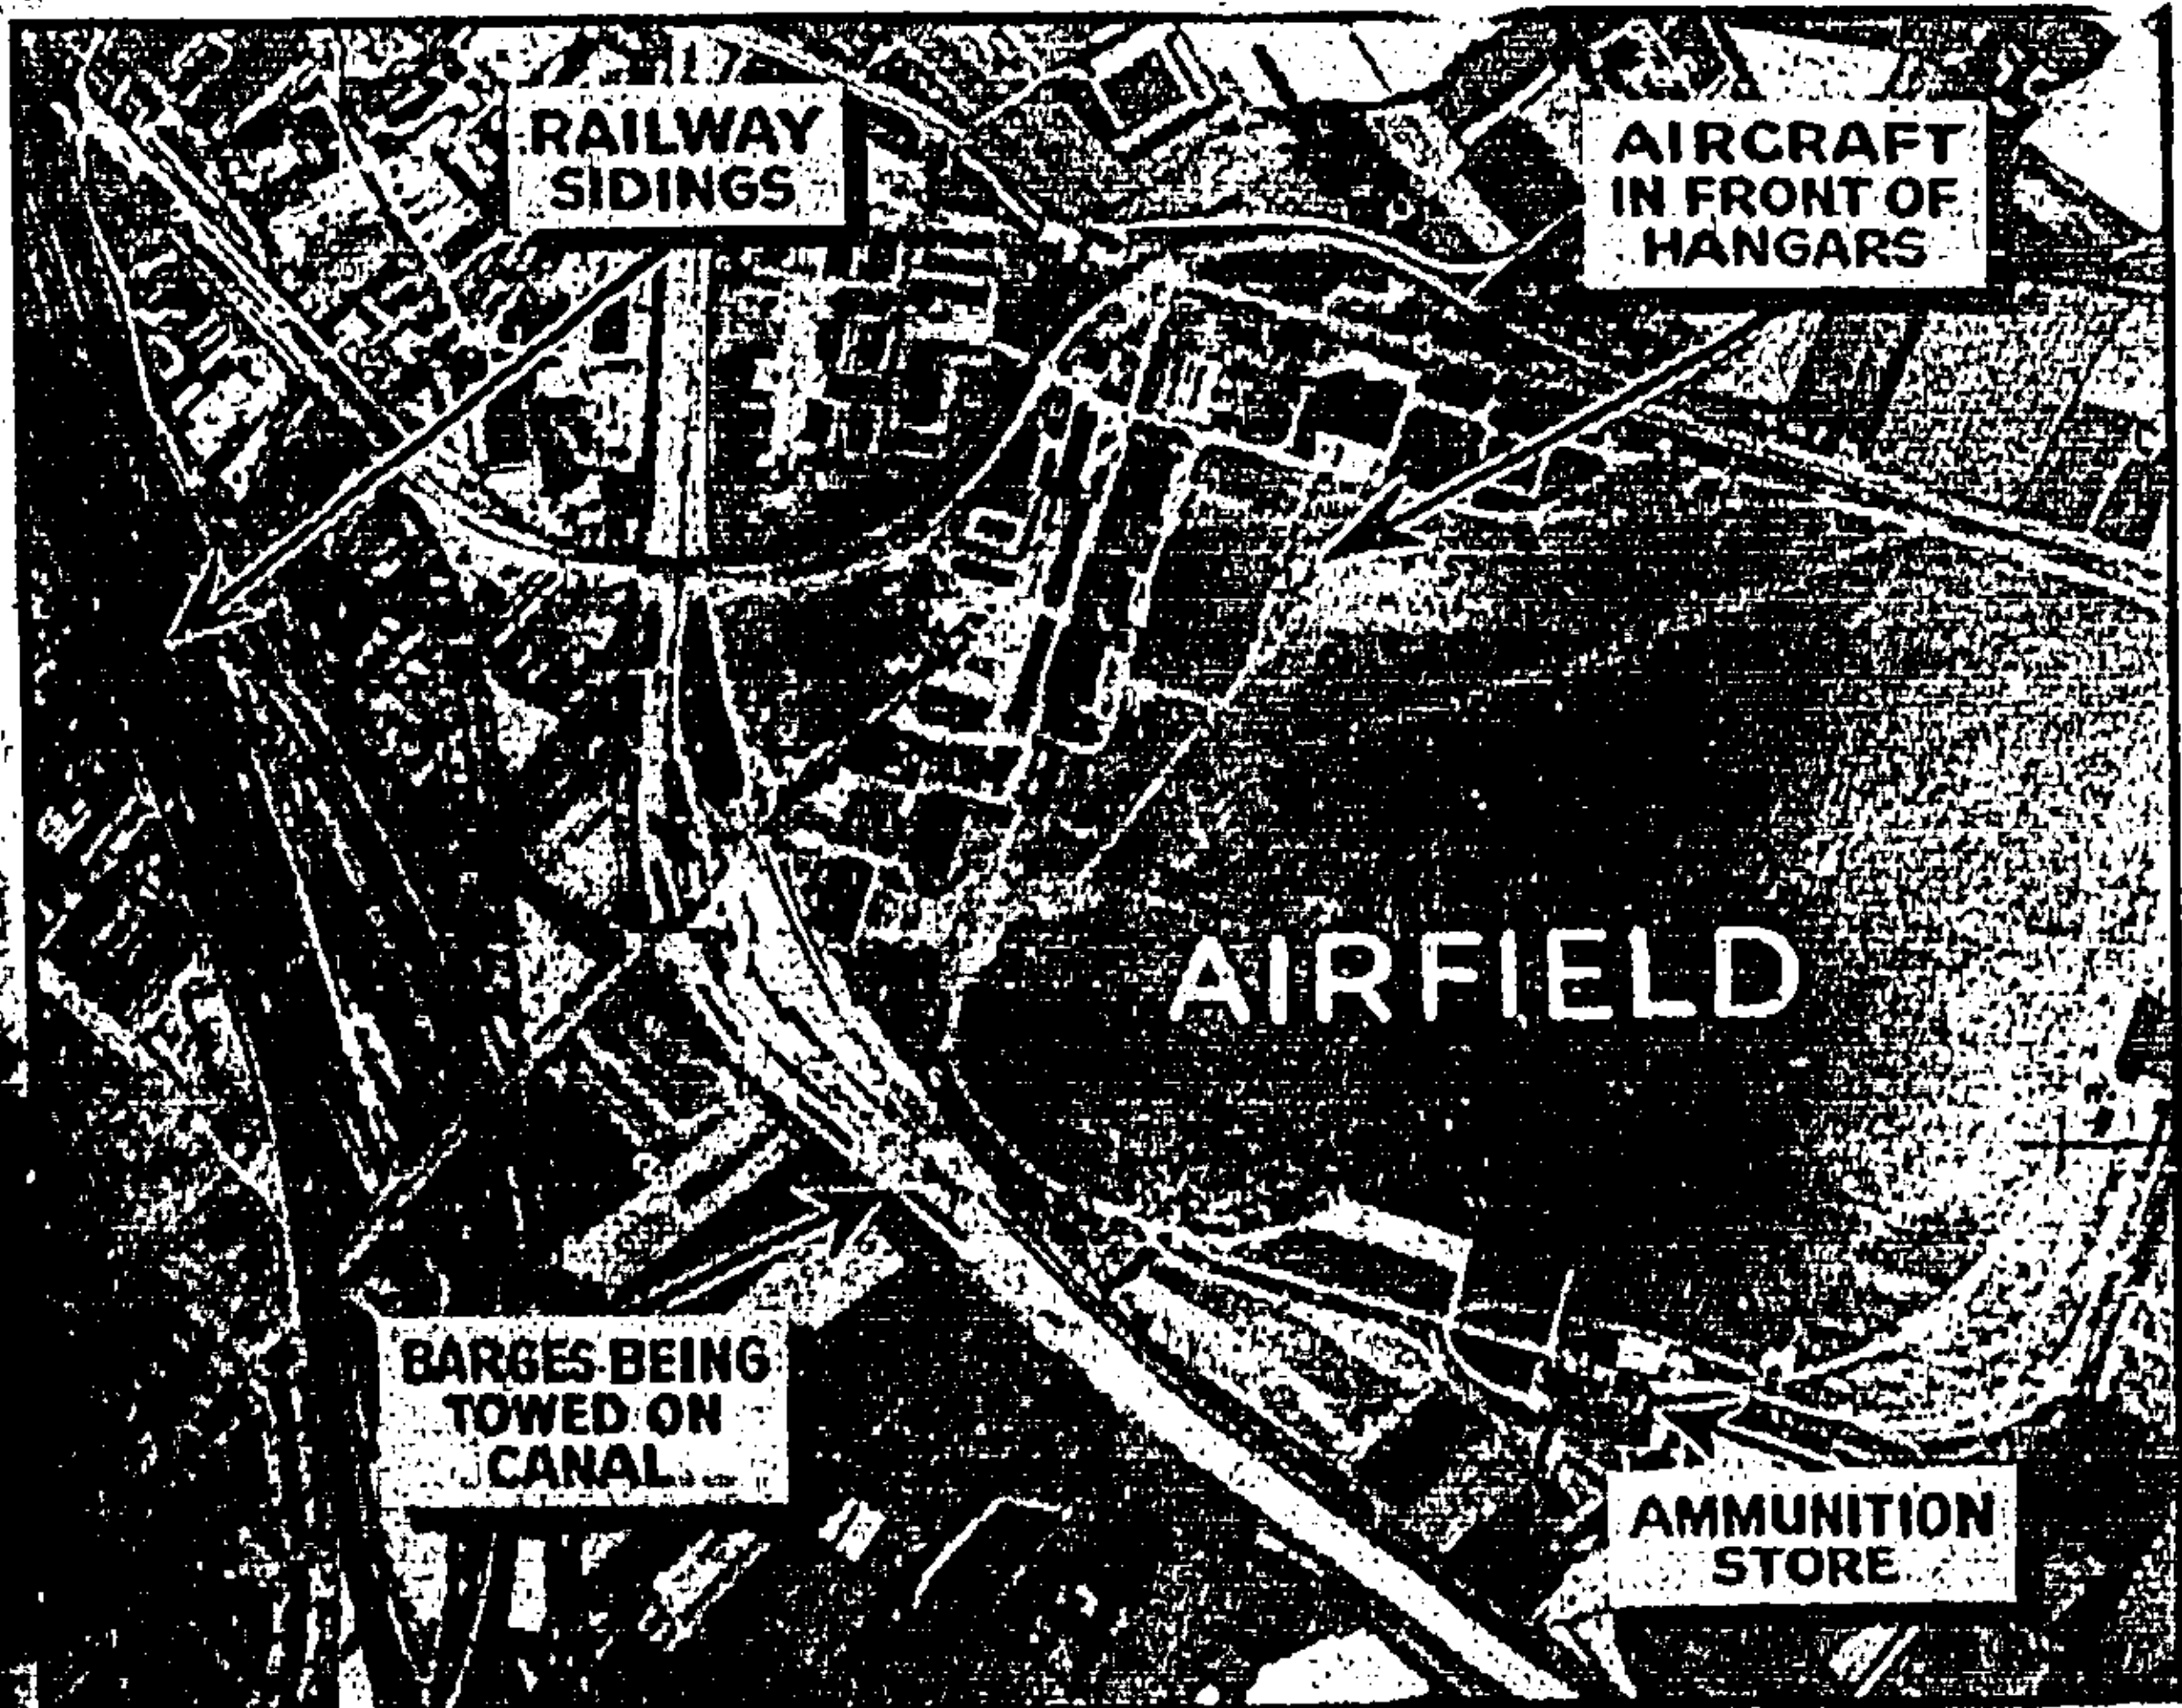 RAILWAY
SIDINGS
AIRCRAFT
IN FRONT OF
HANGARS
AIRFIELD
BARGES BEING
TOWED ON
CANAL
AMMUNITION
STORE